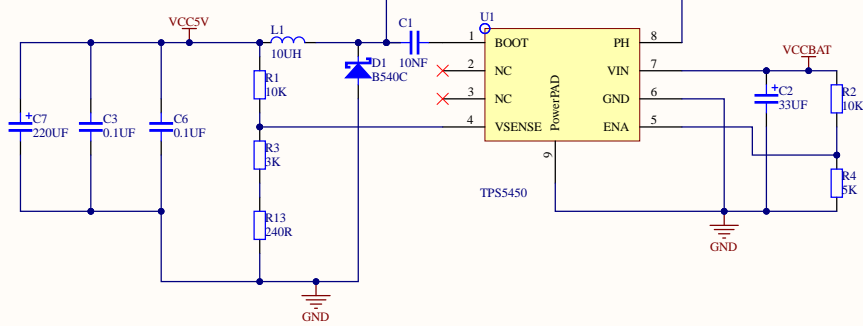 VCC5V
L1
10UH
C1
10NF
D1
B540C
R1
10K
R3
3K
R13
240R
C7
220UF
C3
0.1UF
C6
0.1UF
GND
U1
1 BOOT PH 8
2 NC VIN 7
3 NC GND 6
4 VSENSE ENA 5
PowerPAD
9
TPS5450
VCCBAT
C2
33UF
R2
10K
R4
5K
GND